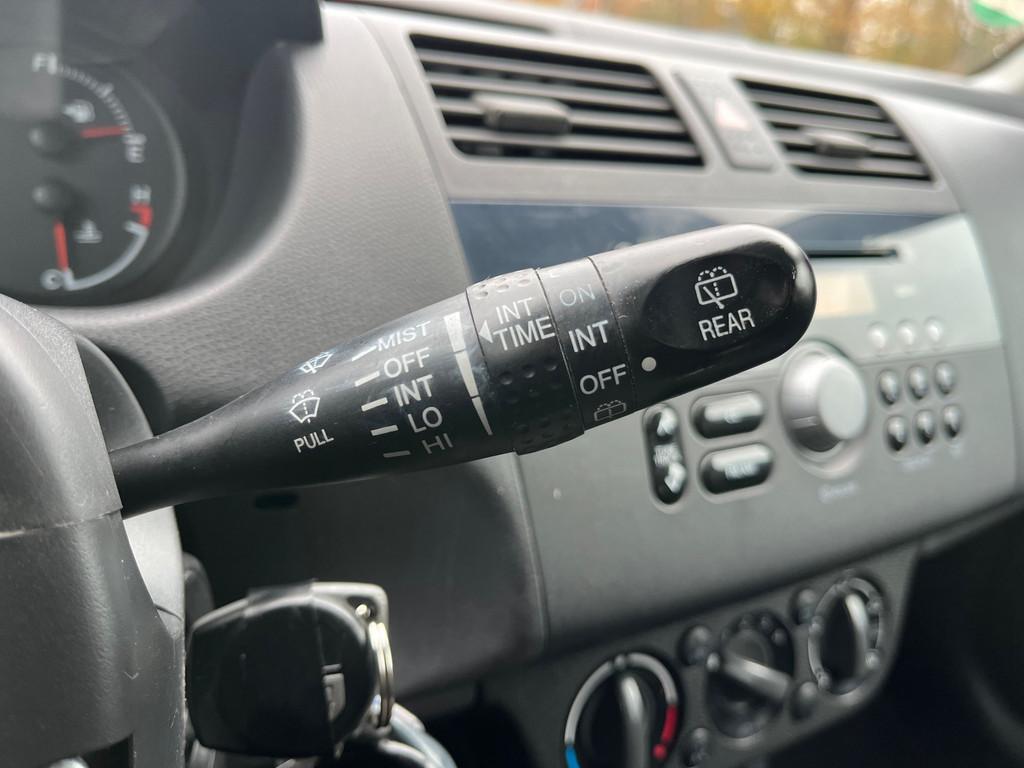 F
H
C
MIST
OFF
INT
LO
HI
PULL
INT
TIME
ON
INT
OFF
REAR